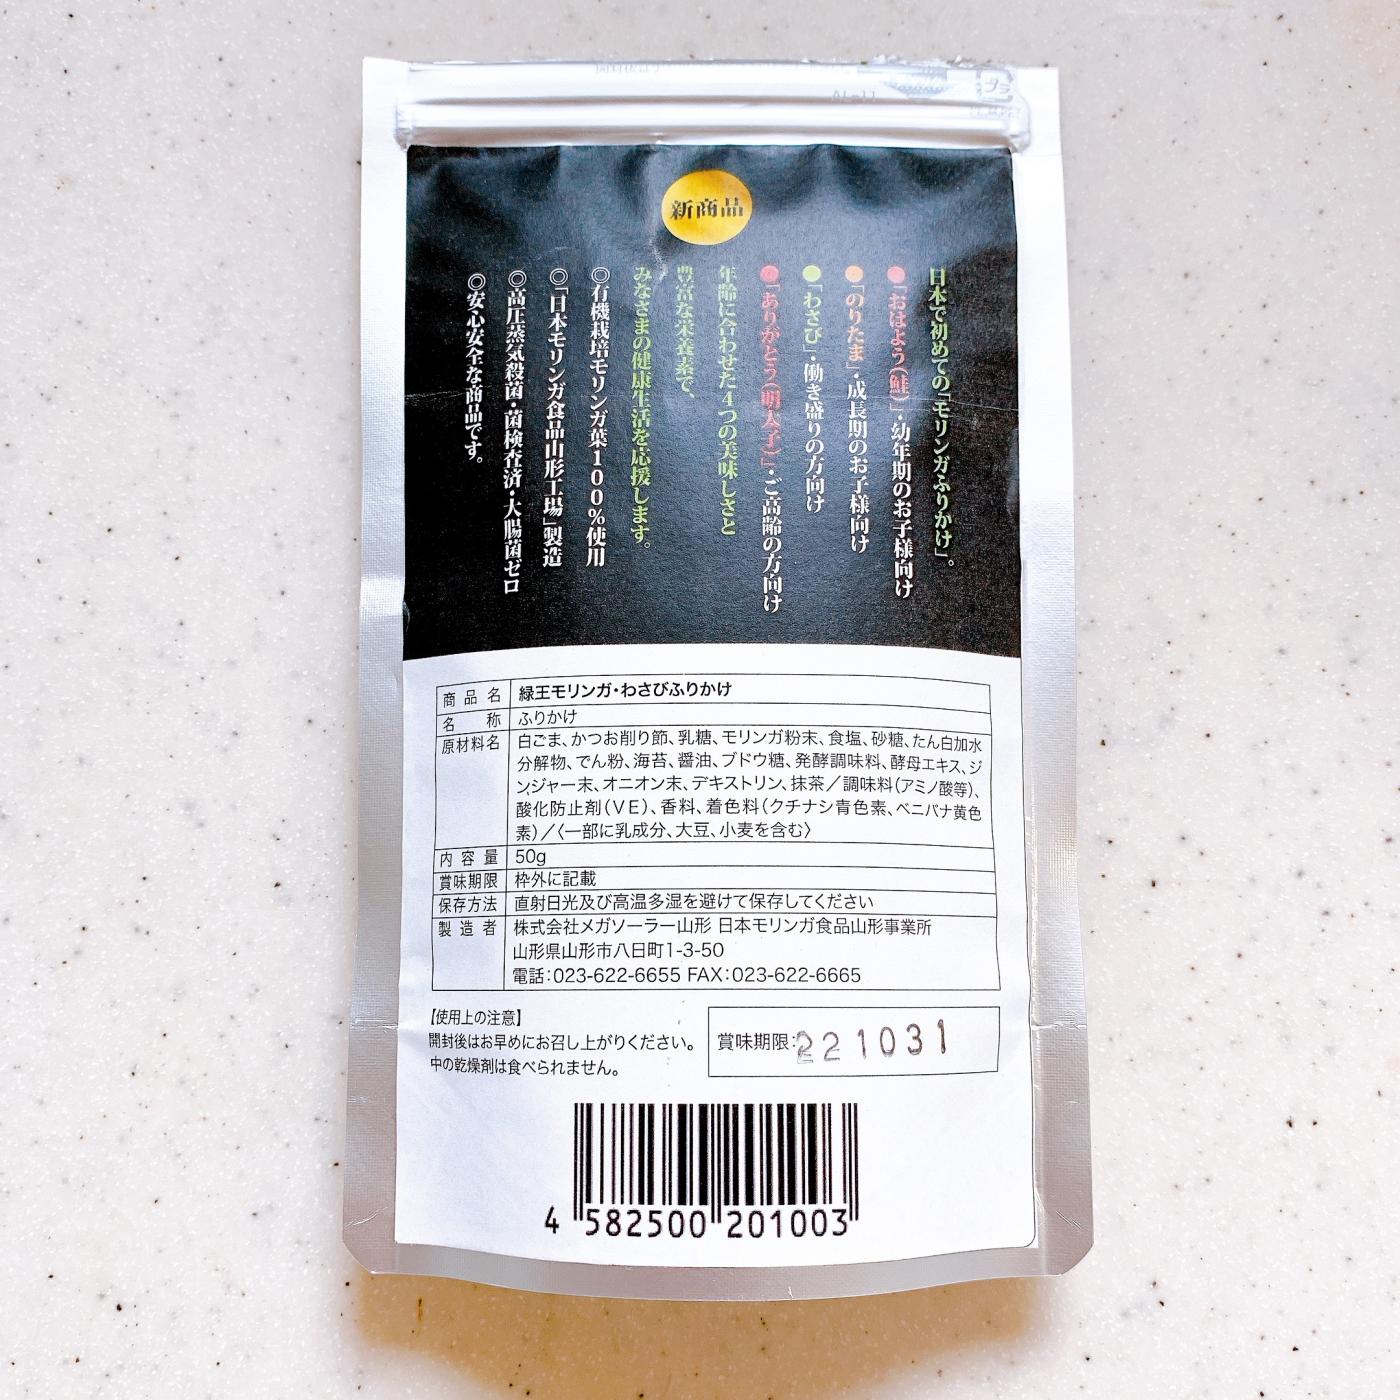 プラ
新商品
日本で初めての「モリンガふりかけ」。
●「おはよう(鮭)」・幼年期のお子様向け
●「のりたま」・成長期のお子様向け
●「わさび」・働き盛りの方向け
●「ありがとう(明太子)」・ご高齢の方向け
年齢に合わせた4つの美味しさと
豊富な栄養素で、
みなさまの健康生活を応援します。
◎有機栽培モリンガ葉100%使用
◎「日本モリンガ食品山形工場」製造
◎高圧蒸気殺菌・菌検査済・大腸菌ゼロ
◎安心安全な商品です。
商品名 緑王モリンガ・わさびふりかけ
名称 ふりかけ
原材料名 白ごま、かつお削り節、乳糖、モリンガ粉末、食塩、砂糖、たん白加水
分解物、でん粉、海苔、醤油、ブドウ糖、発酵調味料、酵母エキス、ジ
ンジャー末、オニオン末、デキストリン、抹茶/調味料(アミノ酸等)、
酸化防止剤(VE)、香料、着色料(クチナシ青色素、ベニバナ黄色
素)/〈一部に乳成分、大豆、小麦を含む〉
内容量 50g
賞味期限 枠外に記載
保存方法 直射日光及び高温多湿を避けて保存してください
製造者 株式会社メガソーラー山形 日本モリンガ食品山形事業所
山形県山形市八日町1-3-50
電話:023-622-6655 FAX:023-622-6665
【使用上の注意】
開封後はお早めにお召し上がりください。
中の乾燥剤は食べられません。
賞味期限:221031
4 582500 201003